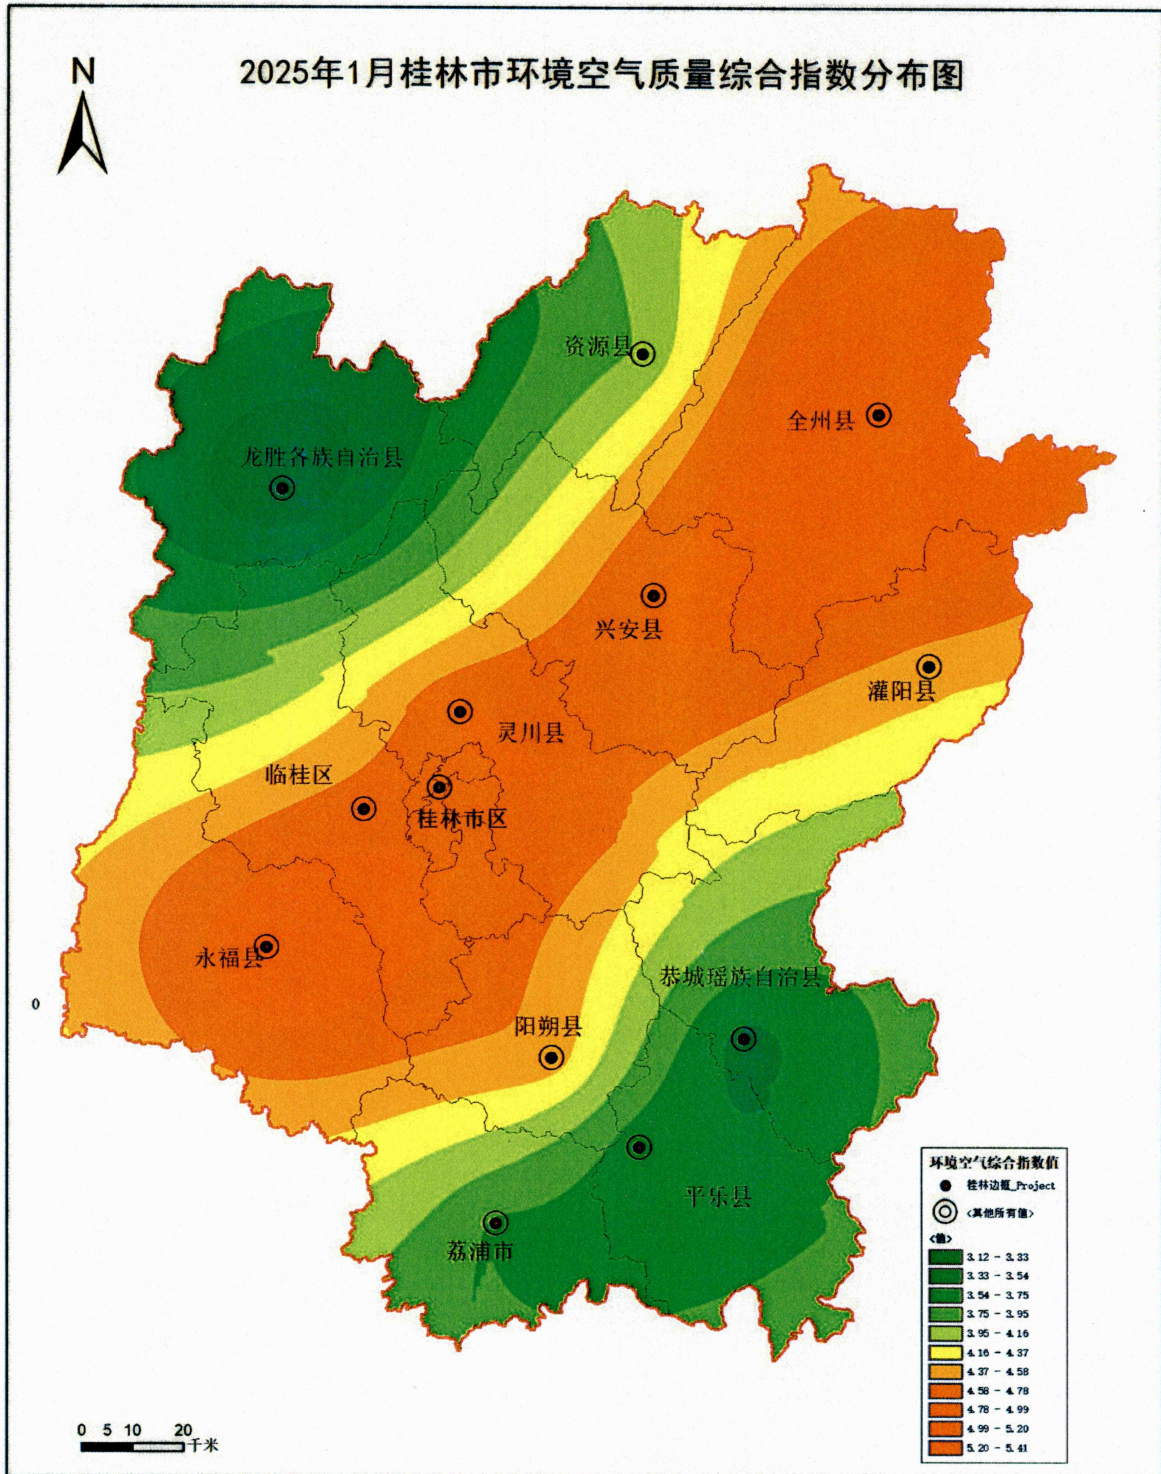 2025年1月桂林市环境空气质量综合指数分布图
N
资源县
全州县
龙胜各族自治县
兴安县
灌阳县
灵川县
临桂区
桂林市区
永福县
恭城瑶族自治县
0
阳朔县
平乐县
荔浦市
环境空气综合指数值
桂林边框_Project
<其他所有值>
<值>
3.12 - 3.33
3.33 - 3.54
3.54 - 3.75
3.75 - 3.95
3.95 - 4.16
4.16 - 4.37
4.37 - 4.58
4.58 - 4.78
4.78 - 4.99
4.99 - 5.20
5.20 - 5.41
0 5 10 20
千米